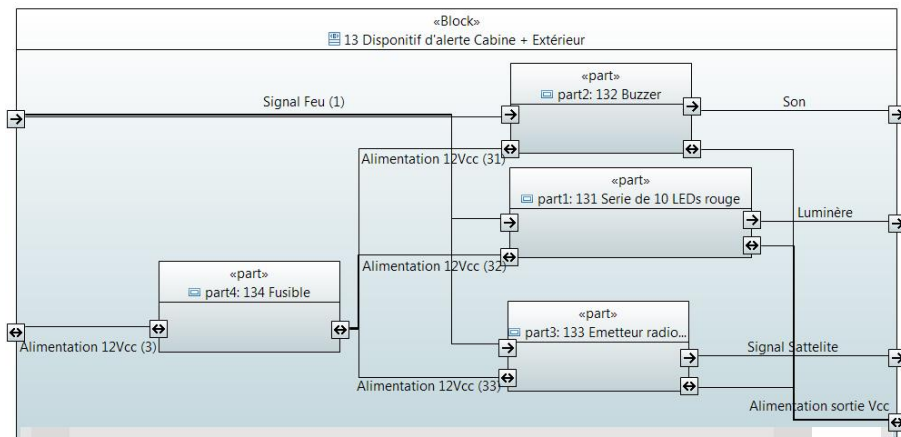 «Block»
13 Dispositif d'alerte Cabine + Extérieur
«part»
part2: 132 Buzzer
Signal Feu (1)
Son
Alimentation 12Vcc (31)
«part»
part1: 131 Serie de 10 LEDs rouge
Luminère
Alimentation 12Vcc (32)
«part»
part4: 134 Fusible
«part»
part3: 133 Emetteur radio...
Alimentation 12Vcc (3)
Signal Sattelite
Alimentation 12Vcc (33)
Alimentation sortie Vcc